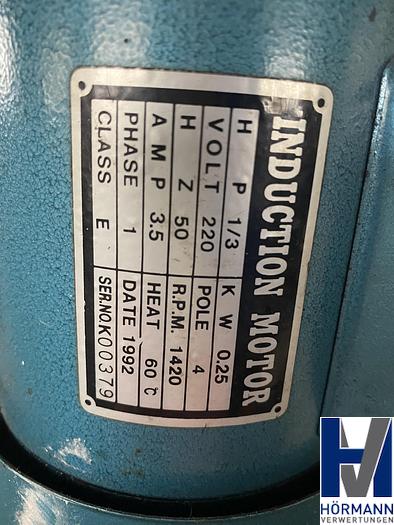 INDUCTION MOTOR
H P 1/3 K W 0.25
VOLT 220 POLE 4
H Z 50 R.P.M. 1420
A M P 3.5 HEAT 60°C
PHASE 1 DATE 1992
CLASS E SER.NO.K00379
HÖRMANN
VERWERTUNGEN